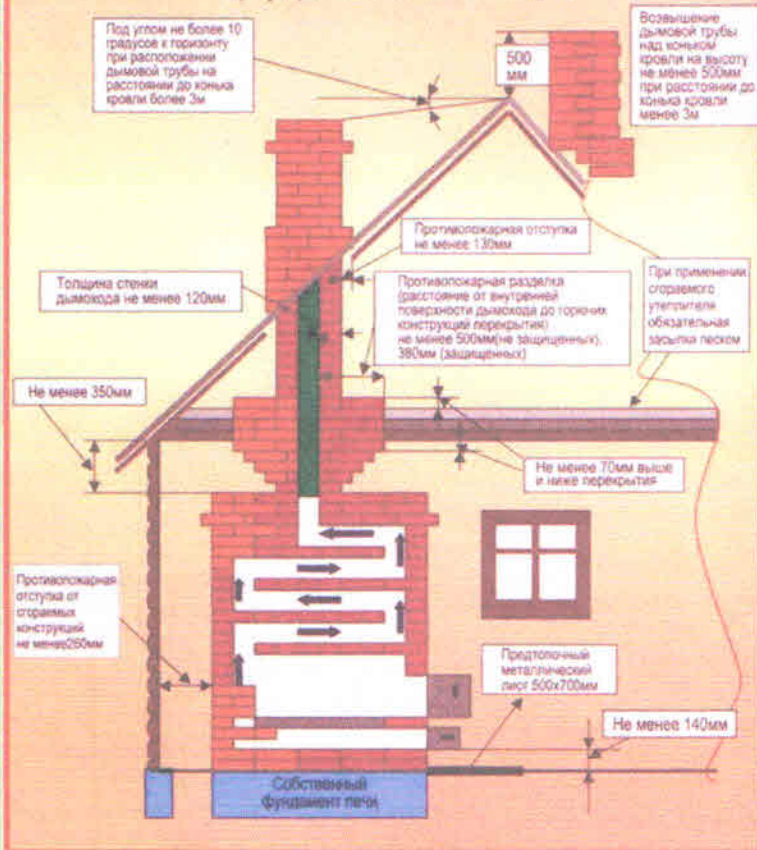 Под углом не более 10
градусов к горизонту
при расположении
дымовой трубы на
расстоянии до конька
кровли более 3м
500
мм
Возвышение
дымовой трубы
над коньком
кровли на высоту
не менее 500мм
при расстоянии до
конька кровли
менее 3м
Противопожарная отступка
не менее 130мм
Толщина стенки
дымохода не менее 120мм
Противопожарная разделка
(расстояние от внутренней
поверхности дымохода до горючих
конструкций перекрытия)
не менее 500мм(не защищенных),
380мм (защищенных)
При применении
сгораемого
утеплителя
обязательная
засыпка песком
Не менее 350мм
Не менее 70мм выше
и ниже перекрытия
Противопожарная
отступка от
сгораемых
конструкций
не менее260мм
Предтопочный
металлический
лист 500х700мм
Не менее 140мм
Собственный
фундамент печи